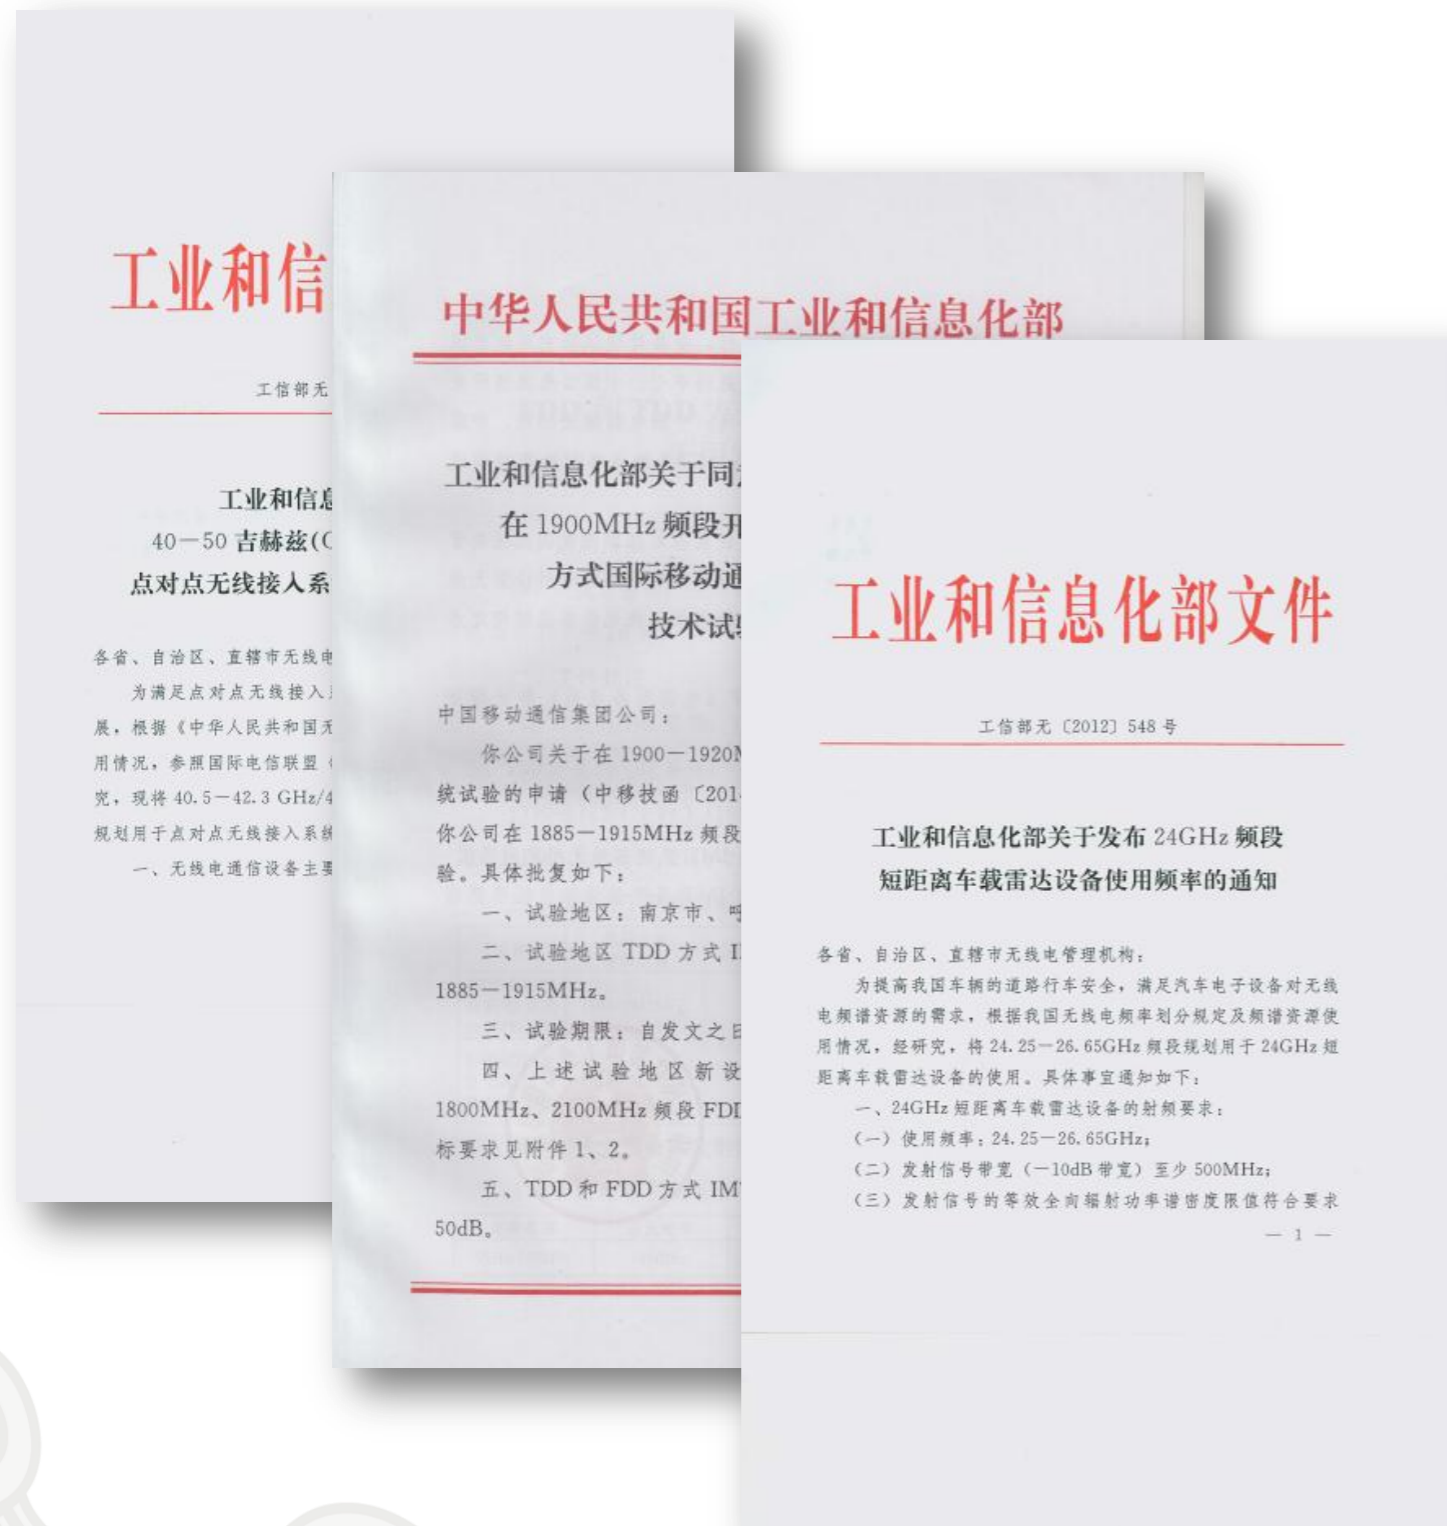 工业和信
工信部无
工业和信息
40－50 吉赫兹(
点对点无线接入系
各省、自治区、直辖市无线电
为满足点对点无线接入
展，根据《中华人民共和国无
用情况，参照国际电信联盟
究，现将 40.5－42.3 GHz/4
规划用于点对点无线接入系统
一、无线电通信设备主要
中华人民共和国工业和信息化部
工业和信息化部关于同
在 1900MHz 频段开
方式国际移动通
技术试
中国移动通信集团公司：
你公司关于在 1900－1920M
统试验的申请（中移技函〔201
你公司在 1885－1915MHz 频段
验。具体批复如下：
一、试验地区：南京市、呼
二、试验地区 TDD 方式 I
1885－1915MHz。
三、试验期限：自发文之日
四、上述试验地区新设
1800MHz、2100MHz 频段 FDD
标要求见附件 1、2。
五、TDD 和 FDD 方式 IM
50dB。
工业和信息化部文件
工信部无〔2012〕548 号
工业和信息化部关于发布 24GHz 频段
短距离车载雷达设备使用频率的通知
各省、自治区、直辖市无线电管理机构：
为提高我国车辆的道路行车安全，满足汽车电子设备对无线
电频谱资源的需求，根据我国无线电频率划分规定及频谱资源使
用情况，经研究，将 24.25－26.65GHz 频段规划用于 24GHz 短
距离车载雷达设备的使用。具体事宜通知如下：
一、24GHz 短距离车载雷达设备的射频要求：
（一）使用频率：24.25－26.65GHz；
（二）发射信号带宽（－10dB 带宽）至少 500MHz；
（三）发射信号的等效全向辐射功率谱密度限值符合要求
— 1 —